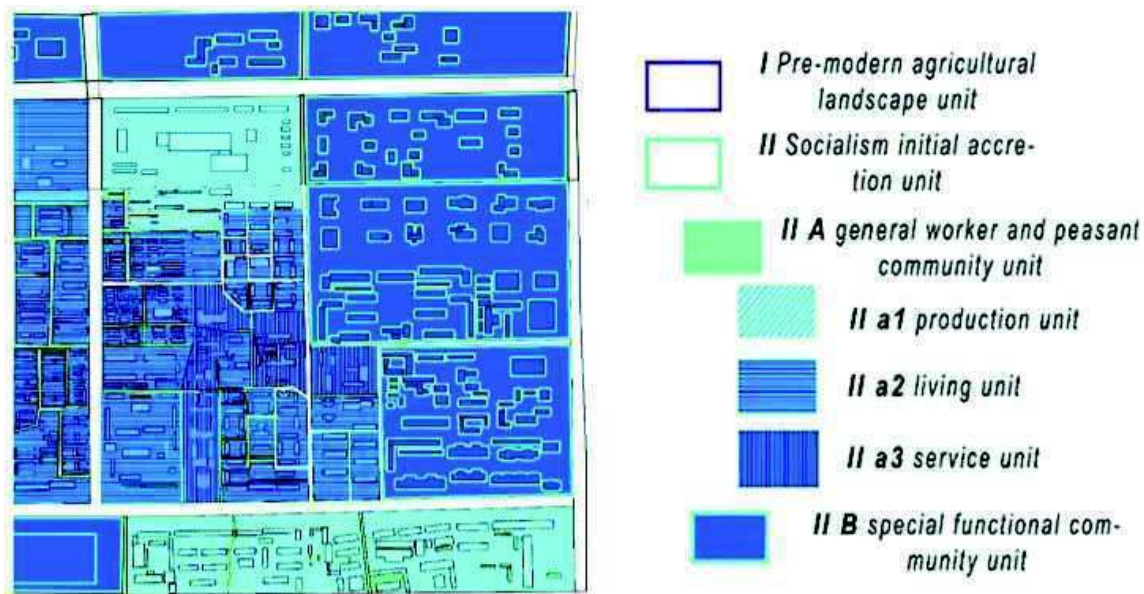 I Pre-modern agricultural
landscape unit
II Socialism initial accre-
tion unit
II A general worker and peasant
community unit
II a1 production unit
II a2 living unit
II a3 service unit
II B special functional com-
munity unit